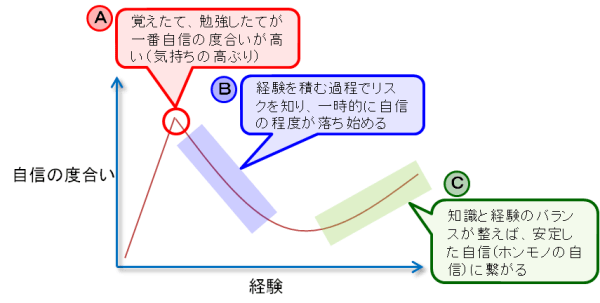 A
覚えたて、勉強したてが
一番自信の度合いが高
い（気持ちの高ぶり）
B
経験を積む過程でリス
クを知り、一時的に自信
の程度が落ち始める
自信の度合い
C
知識と経験のバランス
が整えば、安定し
た自信(ホンモノの自
信)に繋がる
経験